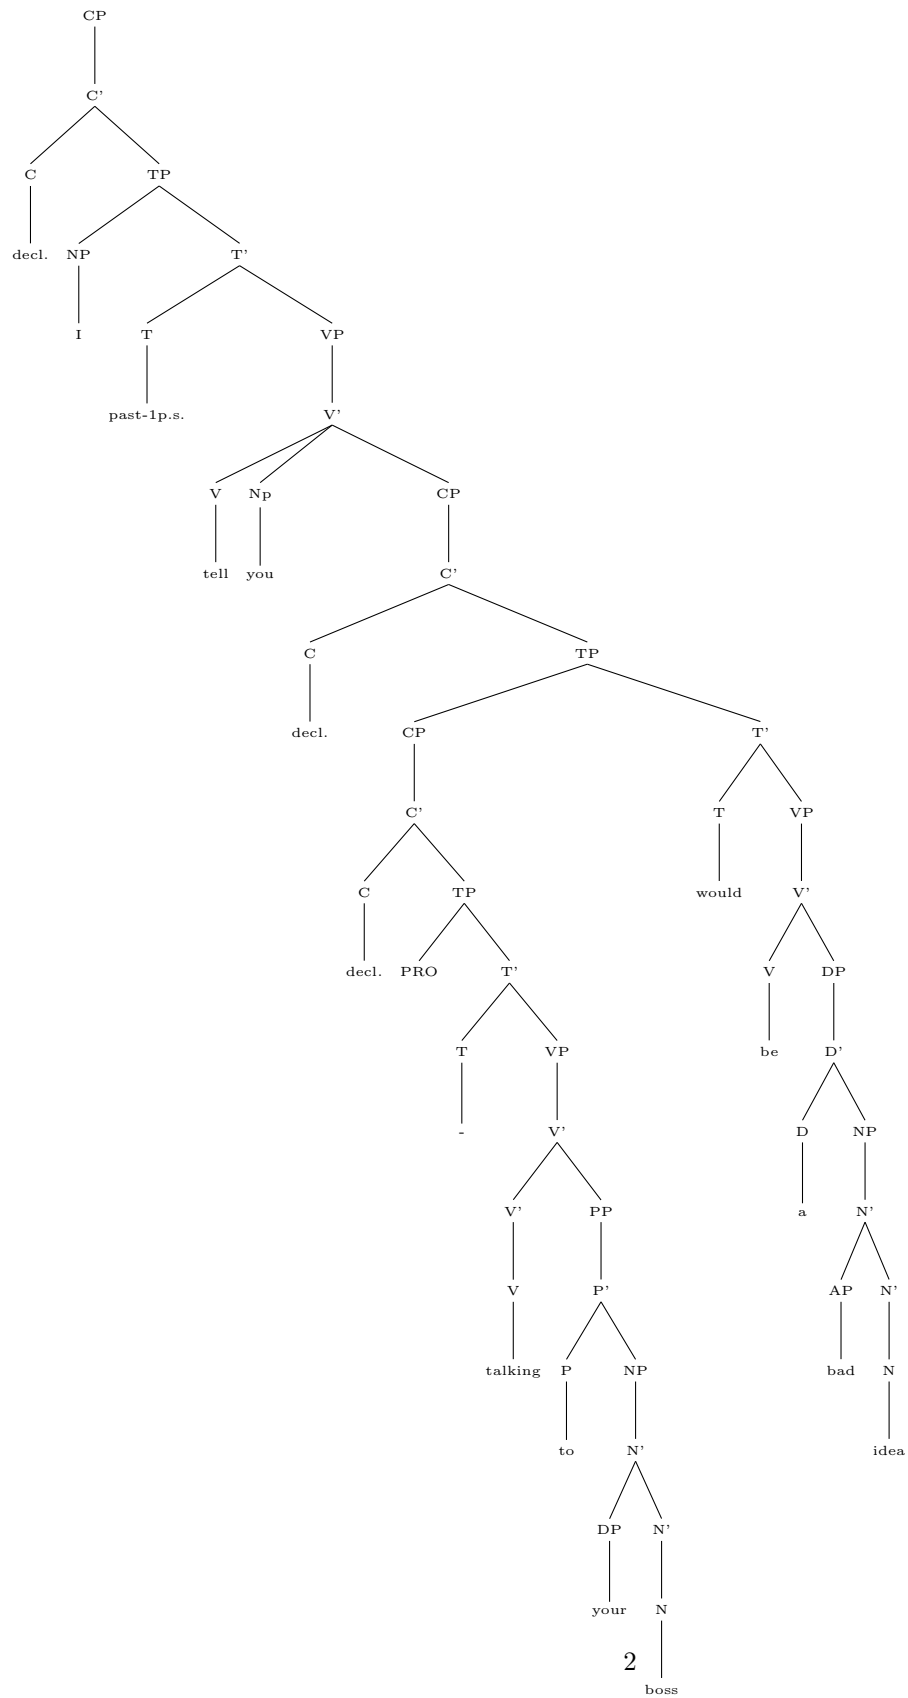 CP
C'
C TP
decl. NP T'
I T VP
past-1p.s. V'
V Np CP
tell you C'
C TP
decl. CP T'
C' T VP
C TP would V'
decl. PRO T' V DP
T VP be D'
- V' D NP
V' PP a N'
V P' AP N'
talking P NP bad N
to N' idea
DP N'
your N
2
boss